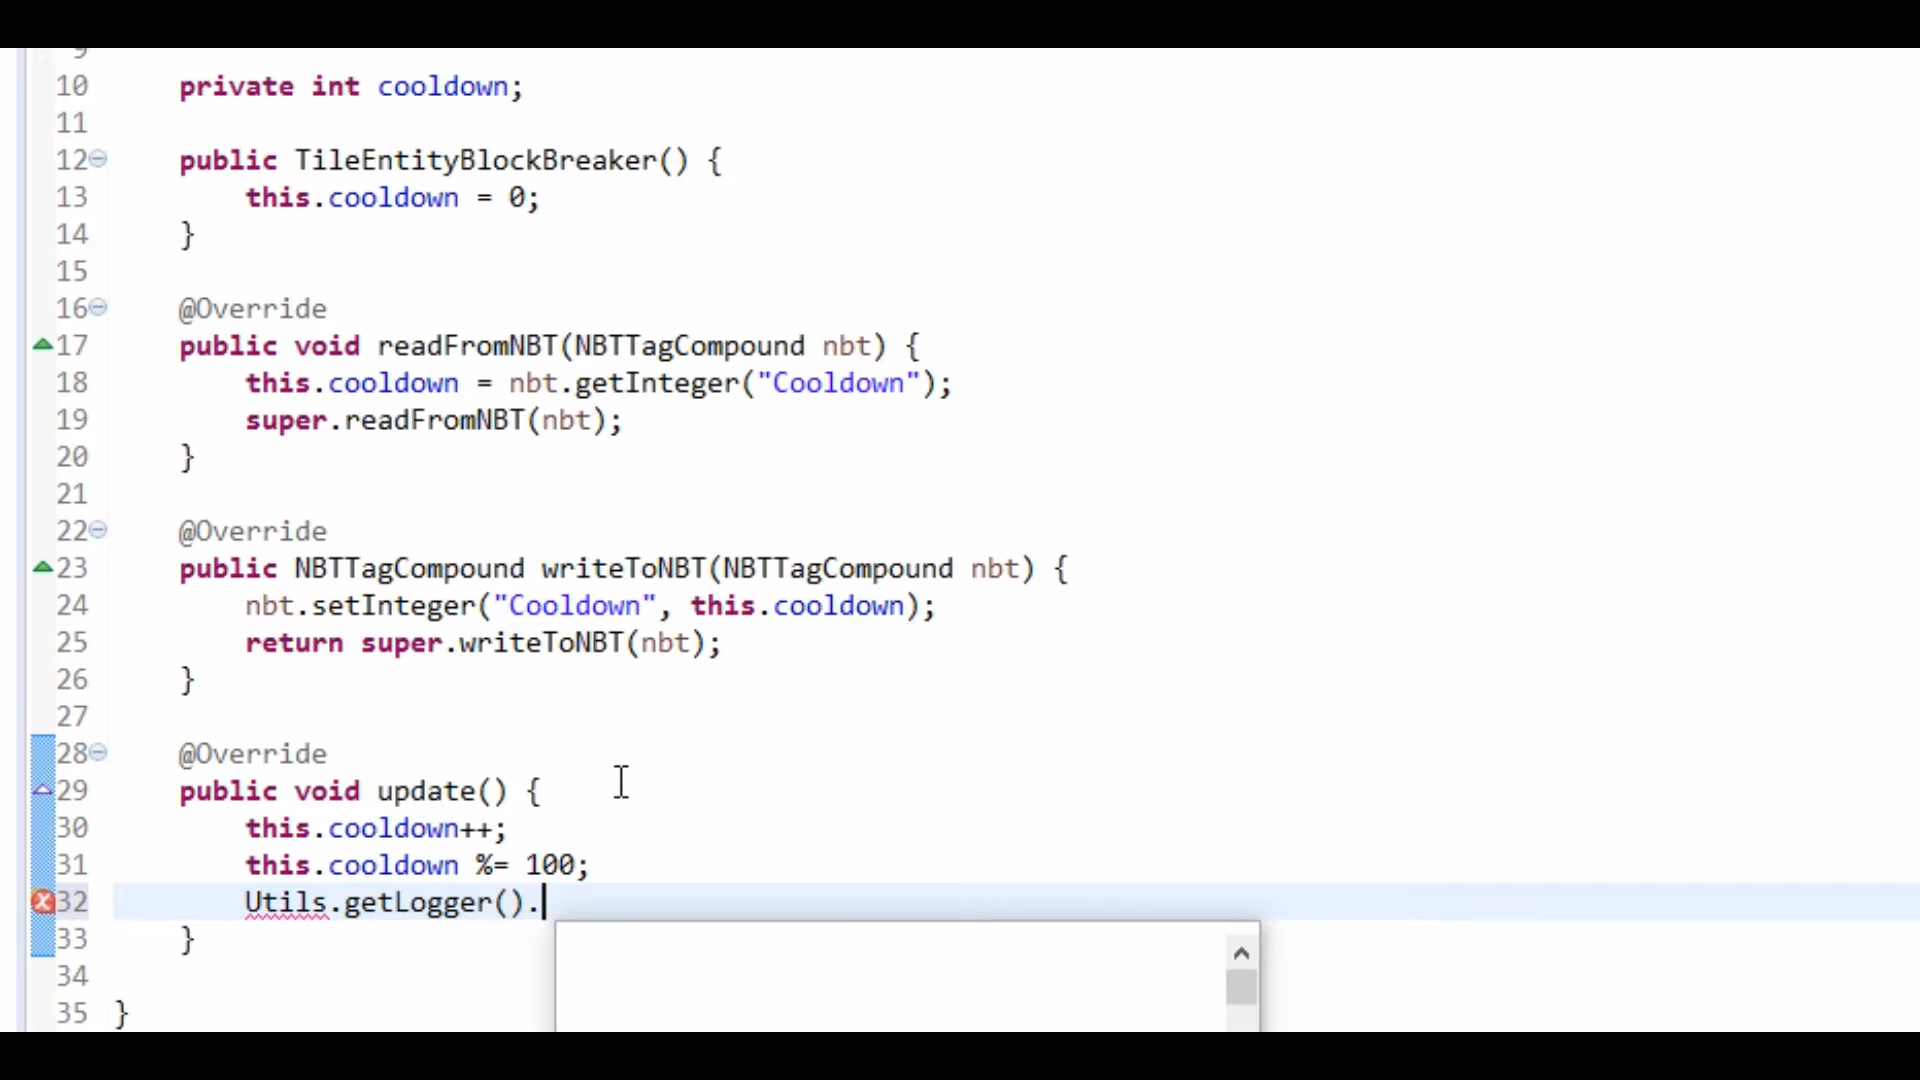 9
10 private int cooldown;
11
12 public TileEntityBlockBreaker() {
13 this.cooldown = 0;
14 }
15
16 @Override
17 public void readFromNBT(NBTTagCompound nbt) {
18 this.cooldown = nbt.getInteger("Cooldown");
19 super.readFromNBT(nbt);
20 }
21
22 @Override
23 public NBTTagCompound writeToNBT(NBTTagCompound nbt) {
24 nbt.setInteger("Cooldown", this.cooldown);
25 return super.writeToNBT(nbt);
26 }
27
28 @Override
29 public void update() {
30 this.cooldown++;
31 this.cooldown %= 100;
32 Utils.getLogger().
33 }
34
35 }